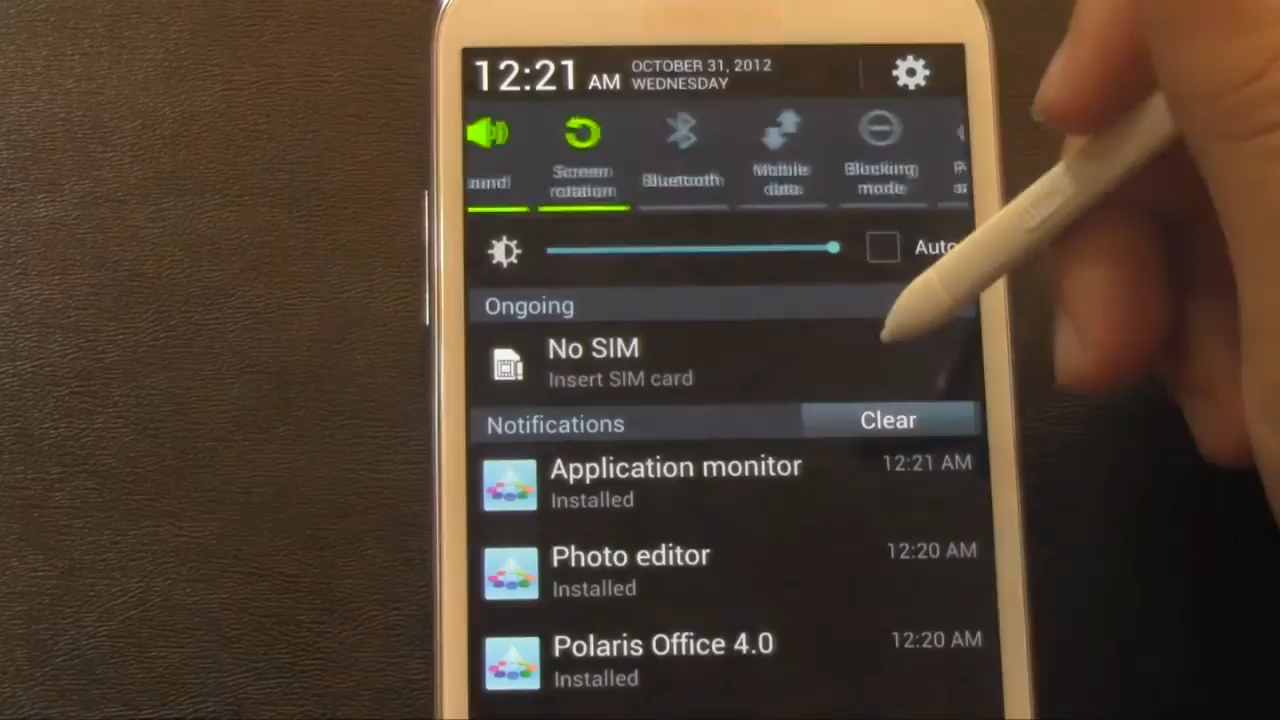 12:21 AM
OCTOBER 31, 2012
WEDNESDAY
Screen
rotation
Bluetooth
Mobile
data
Blocking
mode
Auto
Ongoing
No SIM
Insert SIM card
Notifications
Clear
Application monitor
12:21 AM
Installed
Photo editor
12:20 AM
Installed
Polaris Office 4.0
12:20 AM
Installed